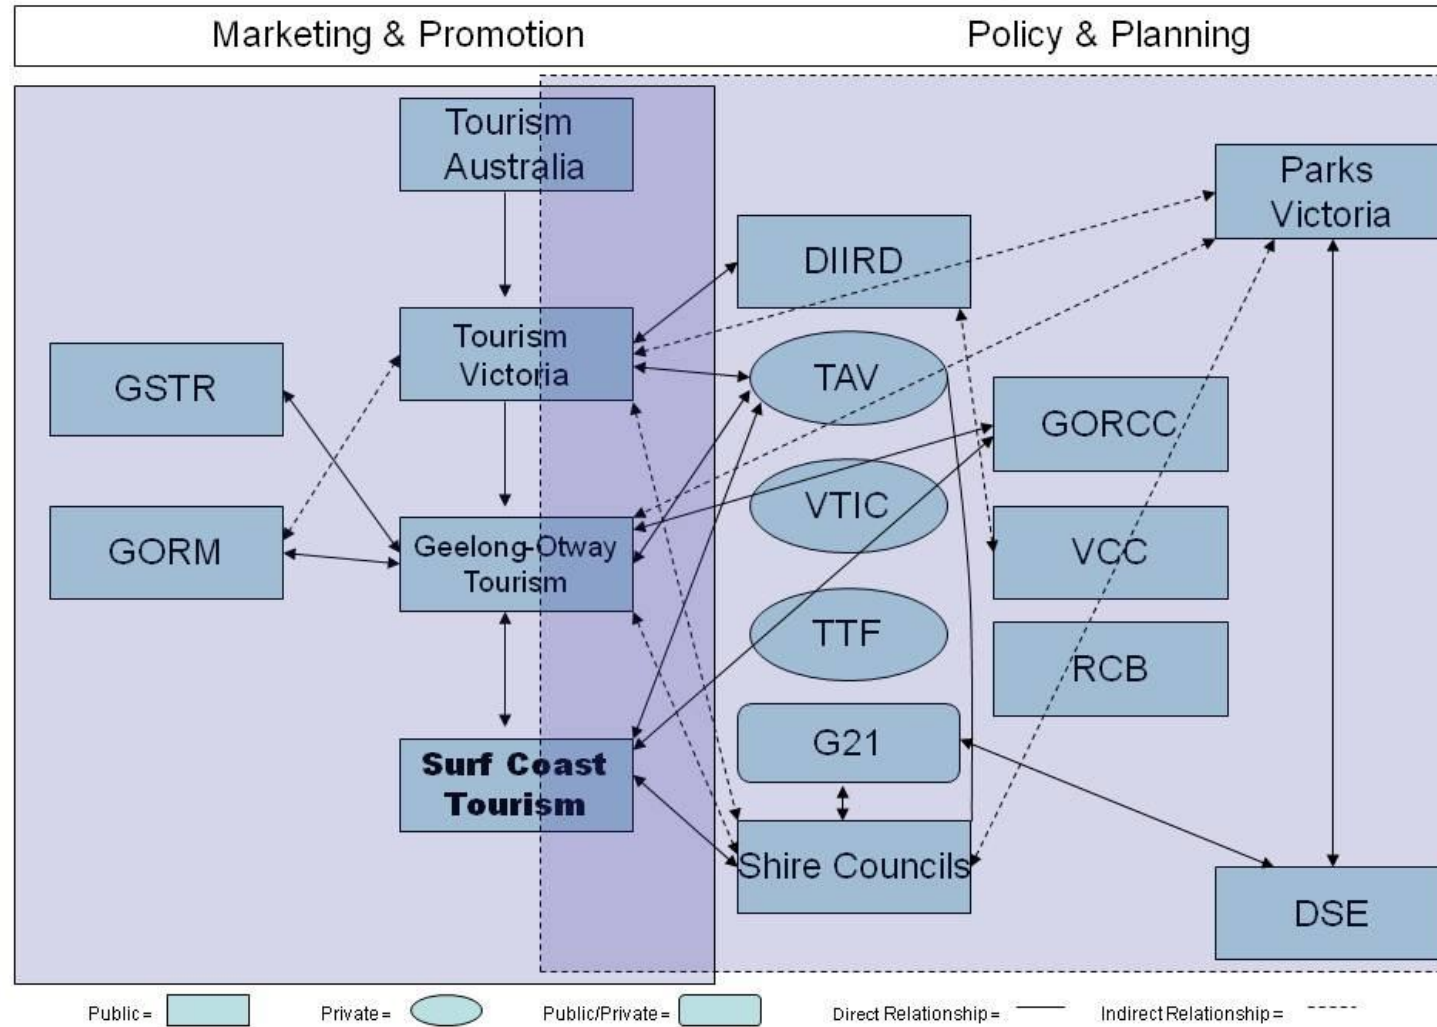 Marketing & Promotion
Policy & Planning
Tourism
Australia
Parks
Victoria
DIIRD
Tourism
Victoria
TAV
GSTR
GORCC
VTIC
GORM
Geelong-Otway
Tourism
VCC
TTF
RCB
G21
Surf Coast
Tourism
Shire Councils
DSE
Public =
Private =
Public/Private =
Direct Relationship =
Indirect Relationship =